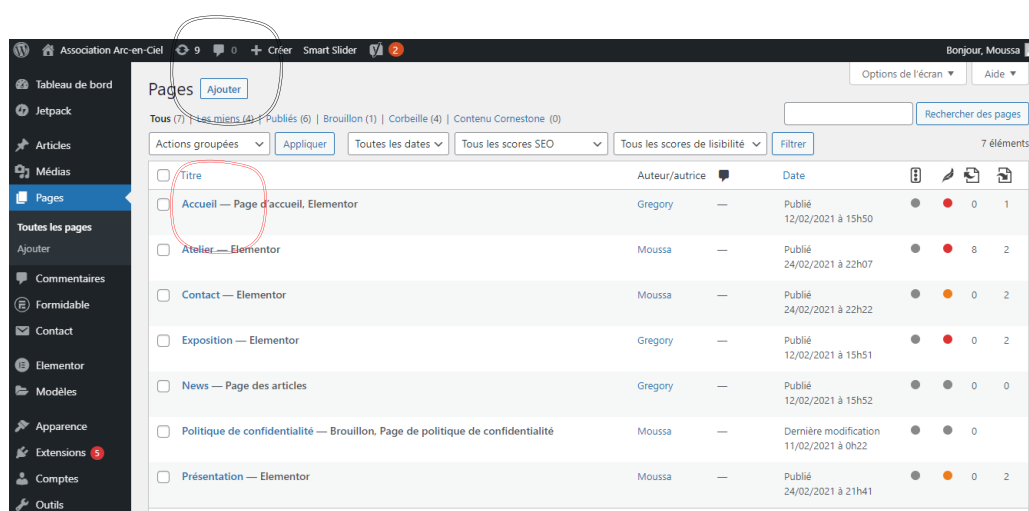 Association Arc-en-Ciel 9 0 + Créer Smart Slider 2 Bonjour, Moussa
Tableau de bord
Jetpack
Articles
Médias
Pages
Toutes les pages
Ajouter
Commentaires
Formidable
Contact
Elementor
Modèles
Apparence
Extensions 5
Comptes
Outils
Options de l'écran ▼ Aide ▼
Pages Ajouter
Tous (7) | Les miens (4) | Publiés (6) | Brouillon (1) | Corbeille (4) | Contenu Cornestone (0)
Rechercher des pages
Actions groupées Appliquer Toutes les dates Tous les scores SEO Tous les scores de lisibilité Filtrer 7 éléments
Titre Auteur/autrice Date
Accueil — Page d'accueil, Elementor Gregory — Publié 0 1
12/02/2021 à 15h50
Atelier — Elementor Moussa — Publié 8 2
24/02/2021 à 22h07
Contact — Elementor Moussa — Publié 0 2
24/02/2021 à 22h22
Exposition — Elementor Gregory — Publié 0 2
12/02/2021 à 15h51
News — Page des articles Gregory — Publié 0 0
12/02/2021 à 15h52
Politique de confidentialité — Brouillon, Page de politique de confidentialité Moussa — Dernière modification 0
11/02/2021 à 0h22
Présentation — Elementor Moussa — Publié 0 2
24/02/2021 à 21h41